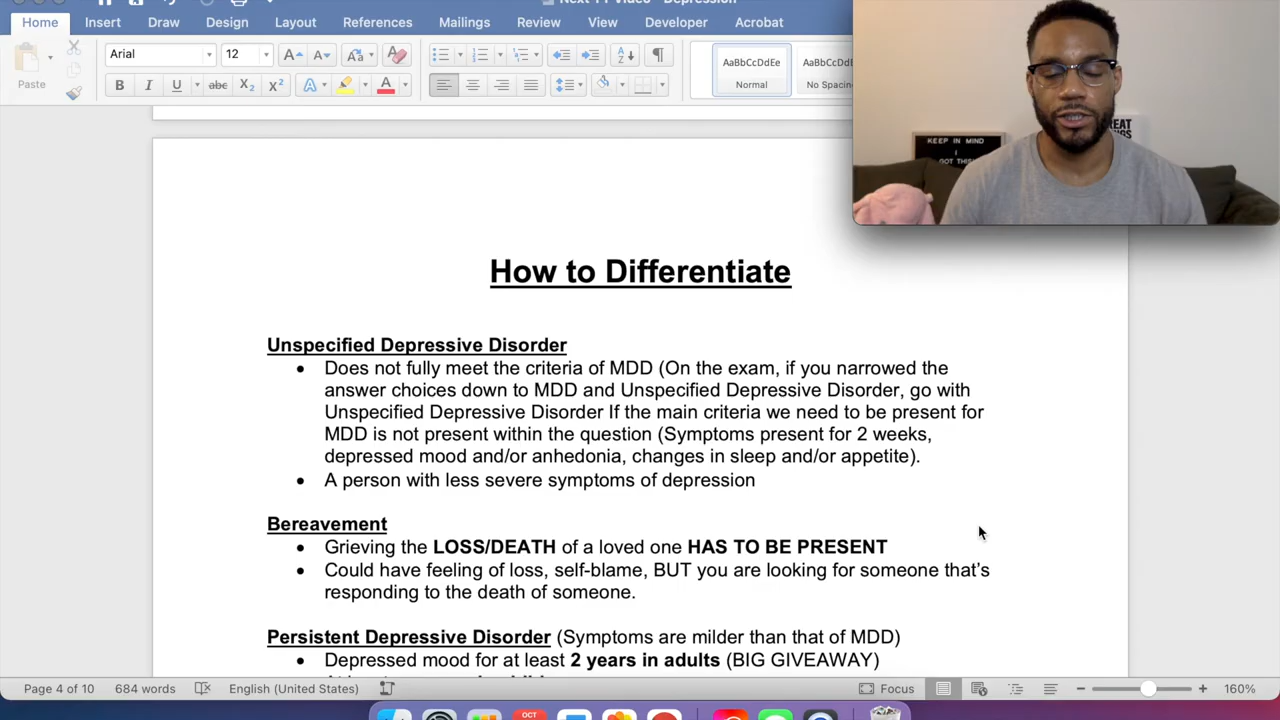 Home Insert Draw Design Layout References Mailings Review View Developer Acrobat
Paste
Arial
12
AaBbCcDdEe
Normal
AaBbCcDd
No Spacing
KEEP IN MIND
I
GOT THIS
How to Differentiate
Unspecified Depressive Disorder
• Does not fully meet the criteria of MDD (On the exam, if you narrowed the
answer choices down to MDD and Unspecified Depressive Disorder, go with
Unspecified Depressive Disorder If the main criteria we need to be present for
MDD is not present within the question (Symptoms present for 2 weeks,
depressed mood and/or anhedonia, changes in sleep and/or appetite).
• A person with less severe symptoms of depression
Bereavement
• Grieving the LOSS/DEATH of a loved one HAS TO BE PRESENT
• Could have feeling of loss, self-blame, BUT you are looking for someone that's
responding to the death of someone.
Persistent Depressive Disorder (Symptoms are milder than that of MDD)
• Depressed mood for at least 2 years in adults (BIG GIVEAWAY)
Page 4 of 10
684 words
English (United States)
Focus
160%
OCT